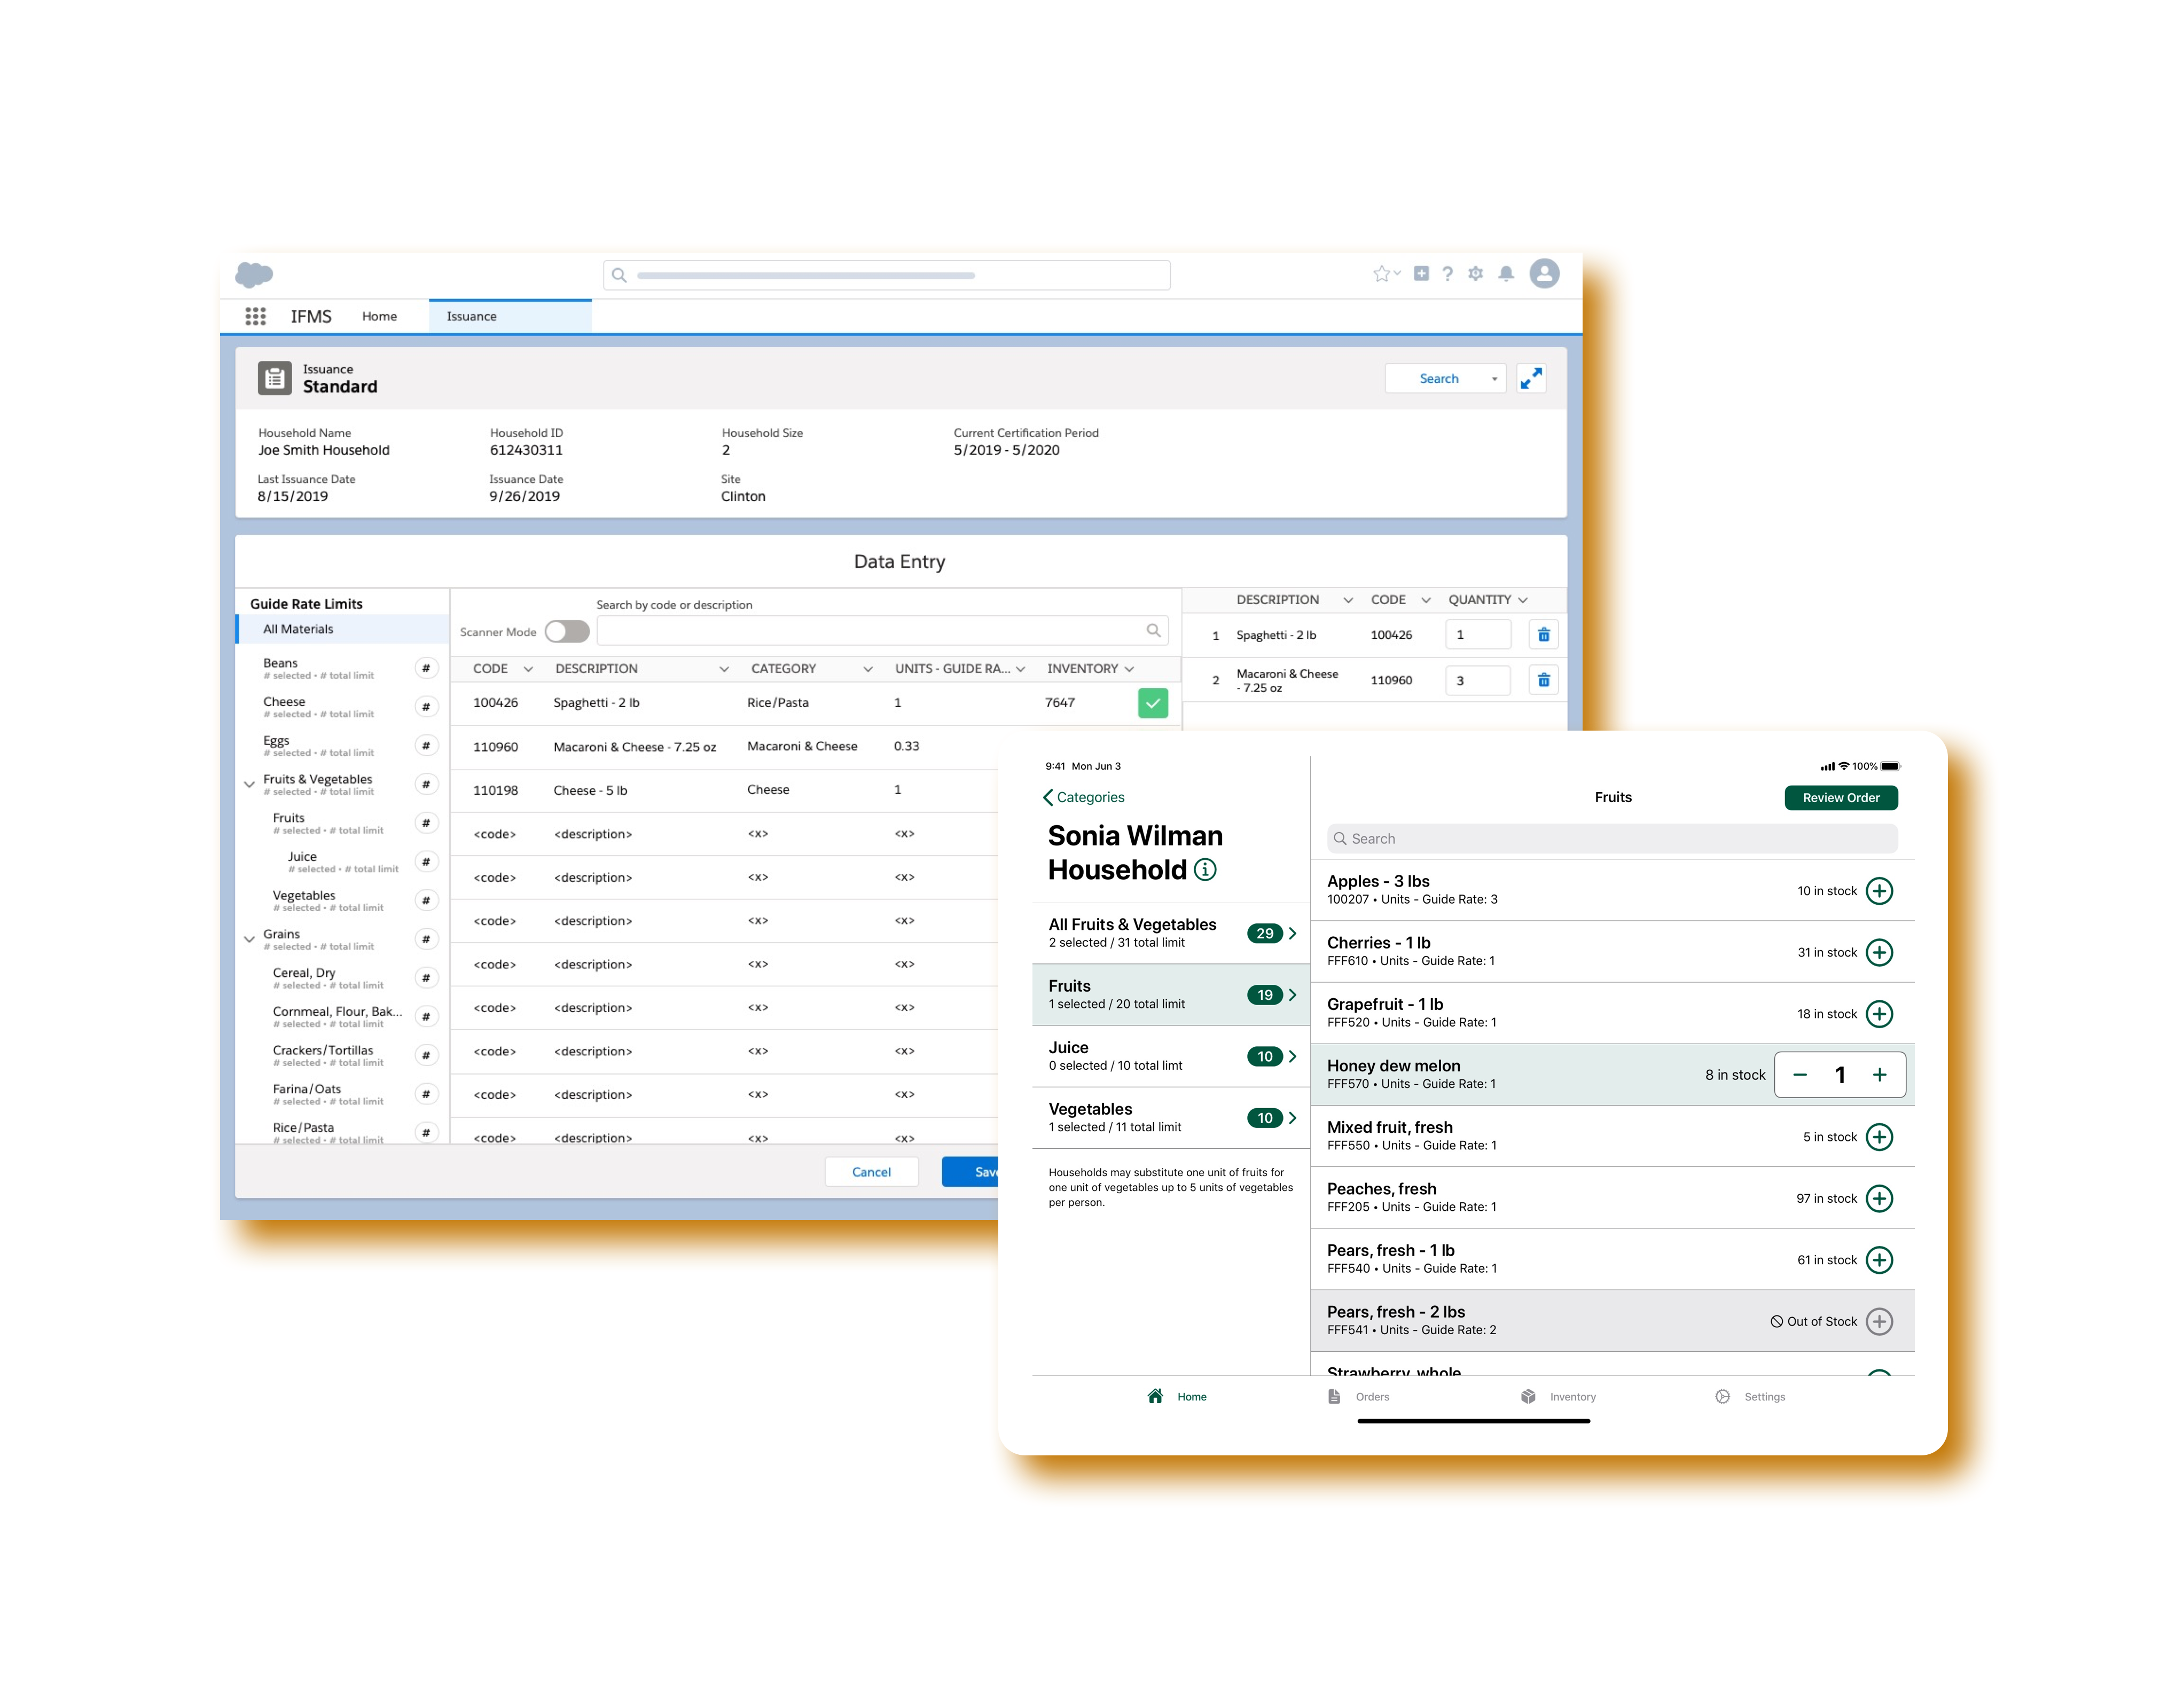 IFMS
Home
Issuance
Issuance
Standard
Search
Household Name
Joe Smith Household
Household ID
612430311
Household Size
2
Current Certification Period
5/2019 - 5/2020
Last Issuance Date
8/15/2019
Issuance Date
9/26/2019
Site
Clinton
Data Entry
Guide Rate Limits
All Materials
Beans #
# selected • # total limit
Cheese #
# selected • # total limit
Eggs #
# selected • # total limit
Fruits & Vegetables #
# selected • # total limit
Fruits #
# selected • # total limit
Juice #
# selected • # total limit
Vegetables #
# selected • # total limit
Grains #
# selected • # total limit
Cereal, Dry #
# selected • # total limit
Cornmeal, Flour, Bak... #
# selected • # total limit
Crackers/Tortillas #
# selected • # total limit
Farina/Oats #
# selected • # total limit
Rice/Pasta #
# selected • # total limit
Search by code or description
Scanner Mode
CODE DESCRIPTION CATEGORY UNITS - GUIDE RA... INVENTORY
100426 Spaghetti - 2 lb Rice/Pasta 1 7647
110960 Macaroni & Cheese - 7.25 oz Macaroni & Cheese 0.33
110198 Cheese - 5 lb Cheese 1
<code> <description> <x> <x>
<code> <description> <x> <x>
<code> <description> <x> <x>
<code> <description> <x> <x>
<code> <description> <x> <x>
<code> <description> <x> <x>
<code> <description> <x> <x>
<code> <description> <x> <x>
DESCRIPTION CODE QUANTITY
1 Spaghetti - 2 lb 100426 1
2 Macaroni & Cheese
- 7.25 oz 110960 3
Cancel
Save
9:41 Mon Jun 3
100%
Categories
Sonia Wilman
Household
All Fruits & Vegetables
2 selected / 31 total limit
29
Fruits
1 selected / 20 total limit
19
Juice
0 selected / 10 total limt
10
Vegetables
1 selected / 11 total limit
10
Households may substitute one unit of fruits for
one unit of vegetables up to 5 units of vegetables
per person.
Fruits
Review Order
Search
Apples - 3 lbs
100207 • Units - Guide Rate: 3
10 in stock
Cherries - 1 lb
FFF610 • Units - Guide Rate: 1
31 in stock
Grapefruit - 1 lb
FFF520 • Units - Guide Rate: 1
18 in stock
Honey dew melon
FFF570 • Units - Guide Rate: 1
8 in stock
1
Mixed fruit, fresh
FFF550 • Units - Guide Rate: 1
5 in stock
Peaches, fresh
FFF205 • Units - Guide Rate: 1
97 in stock
Pears, fresh - 1 lb
FFF540 • Units - Guide Rate: 1
61 in stock
Pears, fresh - 2 lbs
FFF541 • Units - Guide Rate: 2
Out of Stock
Strawberry, whole
Home
Orders
Inventory
Settings